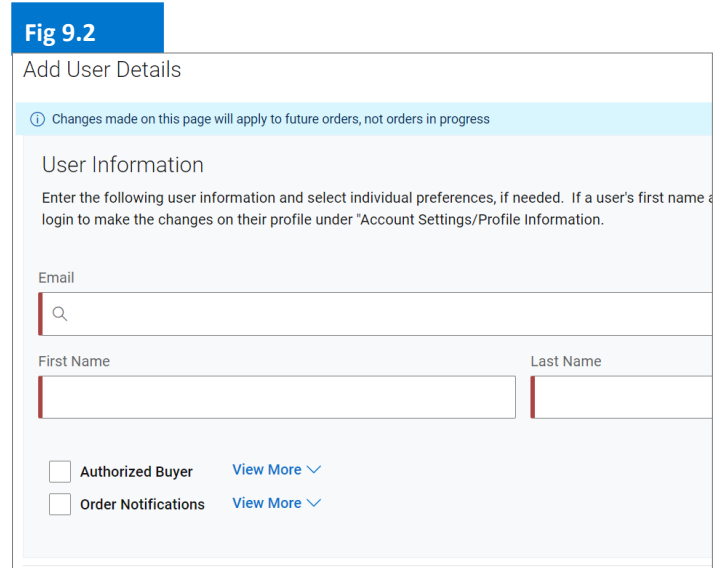 Fig 9.2
Add User Details
Changes made on this page will apply to future orders, not orders in progress
User Information
Enter the following user information and select individual preferences, if needed. If a user's first name
login to make the changes on their profile under "Account Settings/Profile Information.
Email
First Name
Last Name
Authorized Buyer
View More
Order Notifications
View More